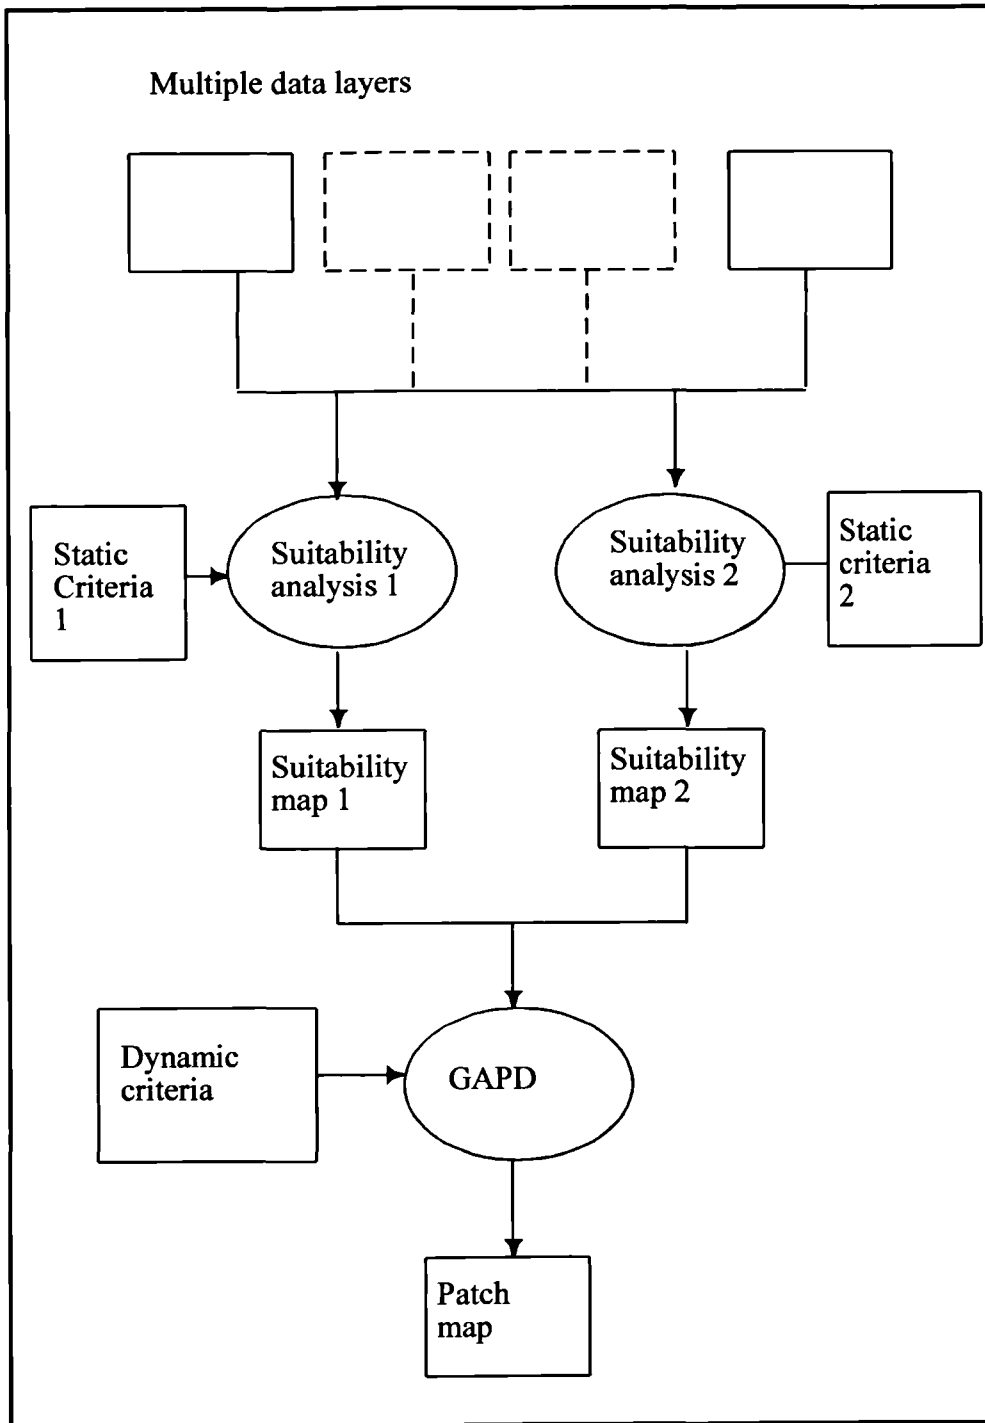 Multiple data layers
Static
Criteria
1
Suitability
analysis 1
Suitability
analysis 2
Static
criteria
2
Suitability
map 1
Suitability
map 2
Dynamic
criteria
GAPD
Patch
map